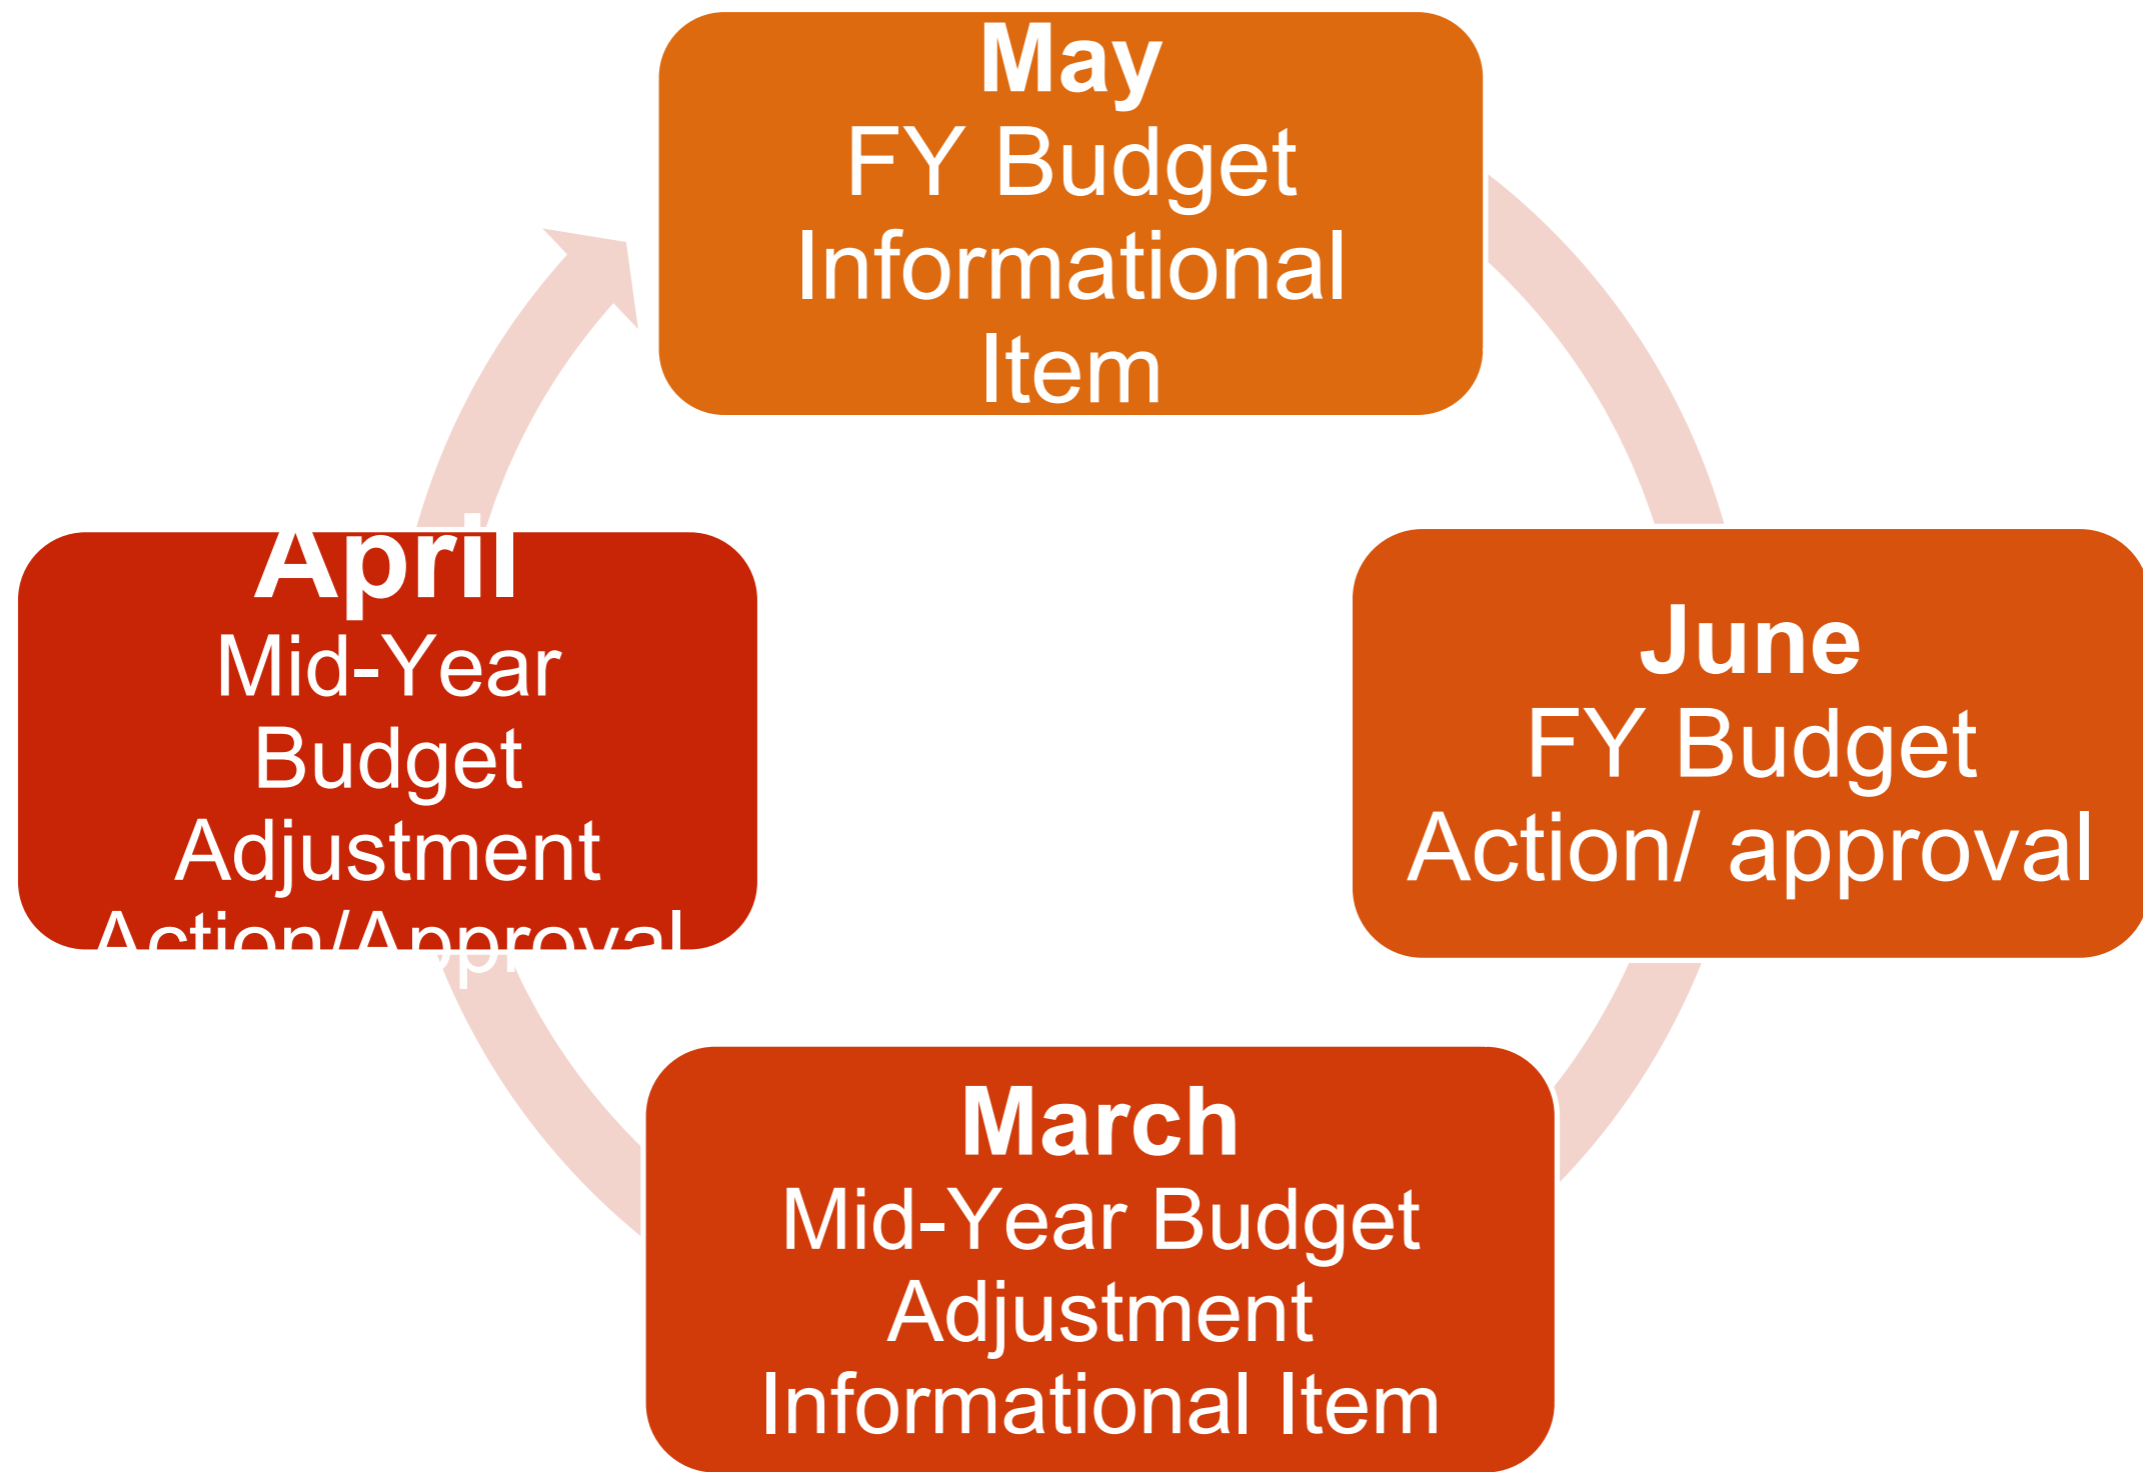 May
FY Budget
Informational
Item
June
FY Budget
Action/ approval
March
Mid-Year Budget
Adjustment
Informational Item
April
Mid-Year
Budget
Adjustment
Action/Approval